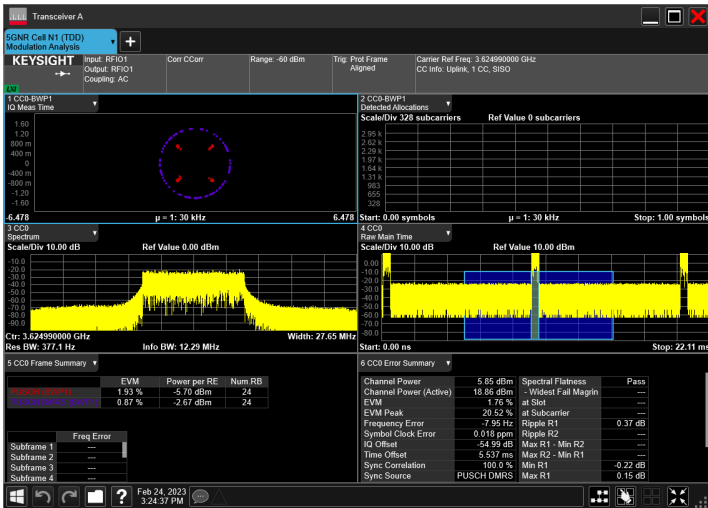 Transceiver A
5GNR Cell N1 (TDD)
Modulation Analysis
KEYSIGHT
LXI
Input: RFIO1
Output: RFIO1
Coupling: AC
Corr CCorr
Range: -60 dBm
Trig: Prot Frame
Aligned
Carrier Ref Freq: 3.624990000 GHz
CC Info: Uplink, 1 CC, SISO
1 CC0-BWP1
IQ Meas Time
1.60
1.20
800 m
400 m
0
-400 m
-800 m
-1.20
-1.60
-6.478 µ = 1: 30 kHz 6.478
2 CC0-BWP1
Detected Allocations
Scale/Div 328 subcarriers Ref Value 0 subcarriers
2.95 k
2.62 k
2.29 k
1.97 k
1.64 k
1.31 k
983
655
328
Start: 0.00 symbols µ = 1: 30 kHz Stop: 1.00 symbols
3 CC0
Spectrum
Scale/Div 10.00 dB Ref Value 0.00 dBm
-10.0
-20.0
-30.0
-40.0
-50.0
-60.0
-70.0
-80.0
-90.0
Ctr: 3.624990000 GHz Width: 27.65 MHz
Res BW: 377.1 Hz Info BW: 12.29 MHz
4 CC0
Raw Main Time
Scale/Div 10.00 dB Ref Value 10.00 dBm
0.00
-10.0
-20.0
-30.0
-40.0
-50.0
-60.0
-70.0
-80.0
Start: 0.00 ns Stop: 22.11 ms
5 CC0 Frame Summary
EVM Power per RE Num.RB
1.93 % -5.70 dBm 24
0.87 % -2.67 dBm 24
Freq Error
Subframe 1 ---
Subframe 2 ---
Subframe 3 ---
Subframe 4 ---
6 CC0 Error Summary
Channel Power 5.85 dBm Spectral Flatness Pass
Channel Power (Active) 18.86 dBm - Widest Fail Magrin ---
EVM 1.76 % at Slot ---
EVM Peak 20.52 % at Subcarrier ---
Frequency Error -7.95 Hz Ripple R1 0.37 dB
Symbol Clock Error 0.018 ppm Ripple R2 ---
IQ Offset -54.99 dB Max R1 - Min R2 ---
Time Offset 5.537 ms Max R2 - Min R1 ---
Sync Correlation 100.0 % Min R1 -0.22 dB
Sync Source PUSCH DMRS Max R1 0.15 dB
Feb 24, 2023
3:24:37 PM